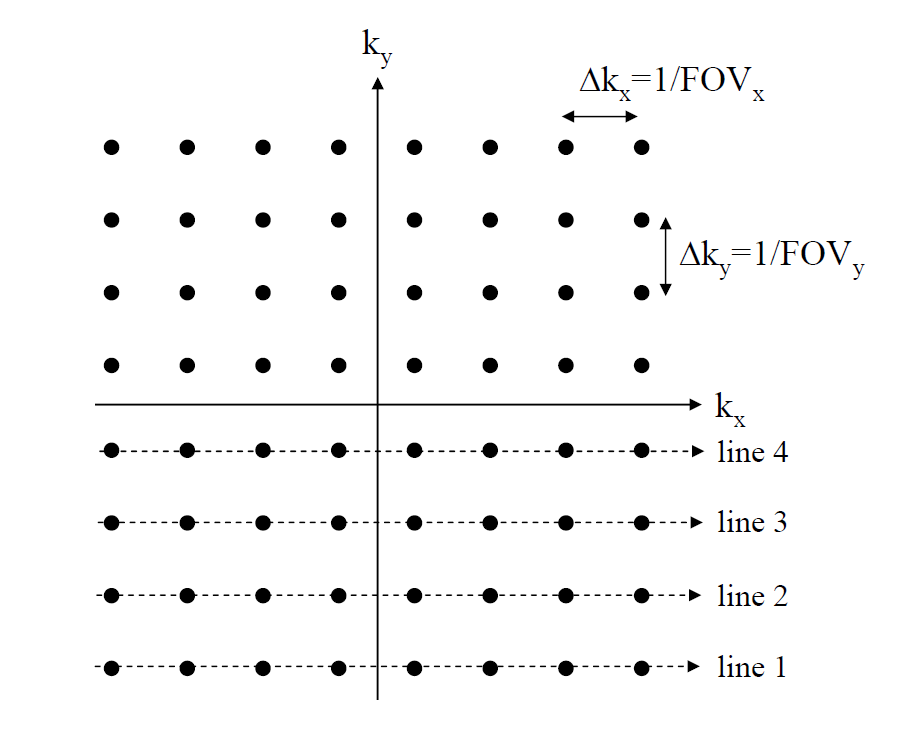 k_y
Δk_x=1/FOV_x
Δk_y=1/FOV_y
k_x
line 4
line 3
line 2
line 1